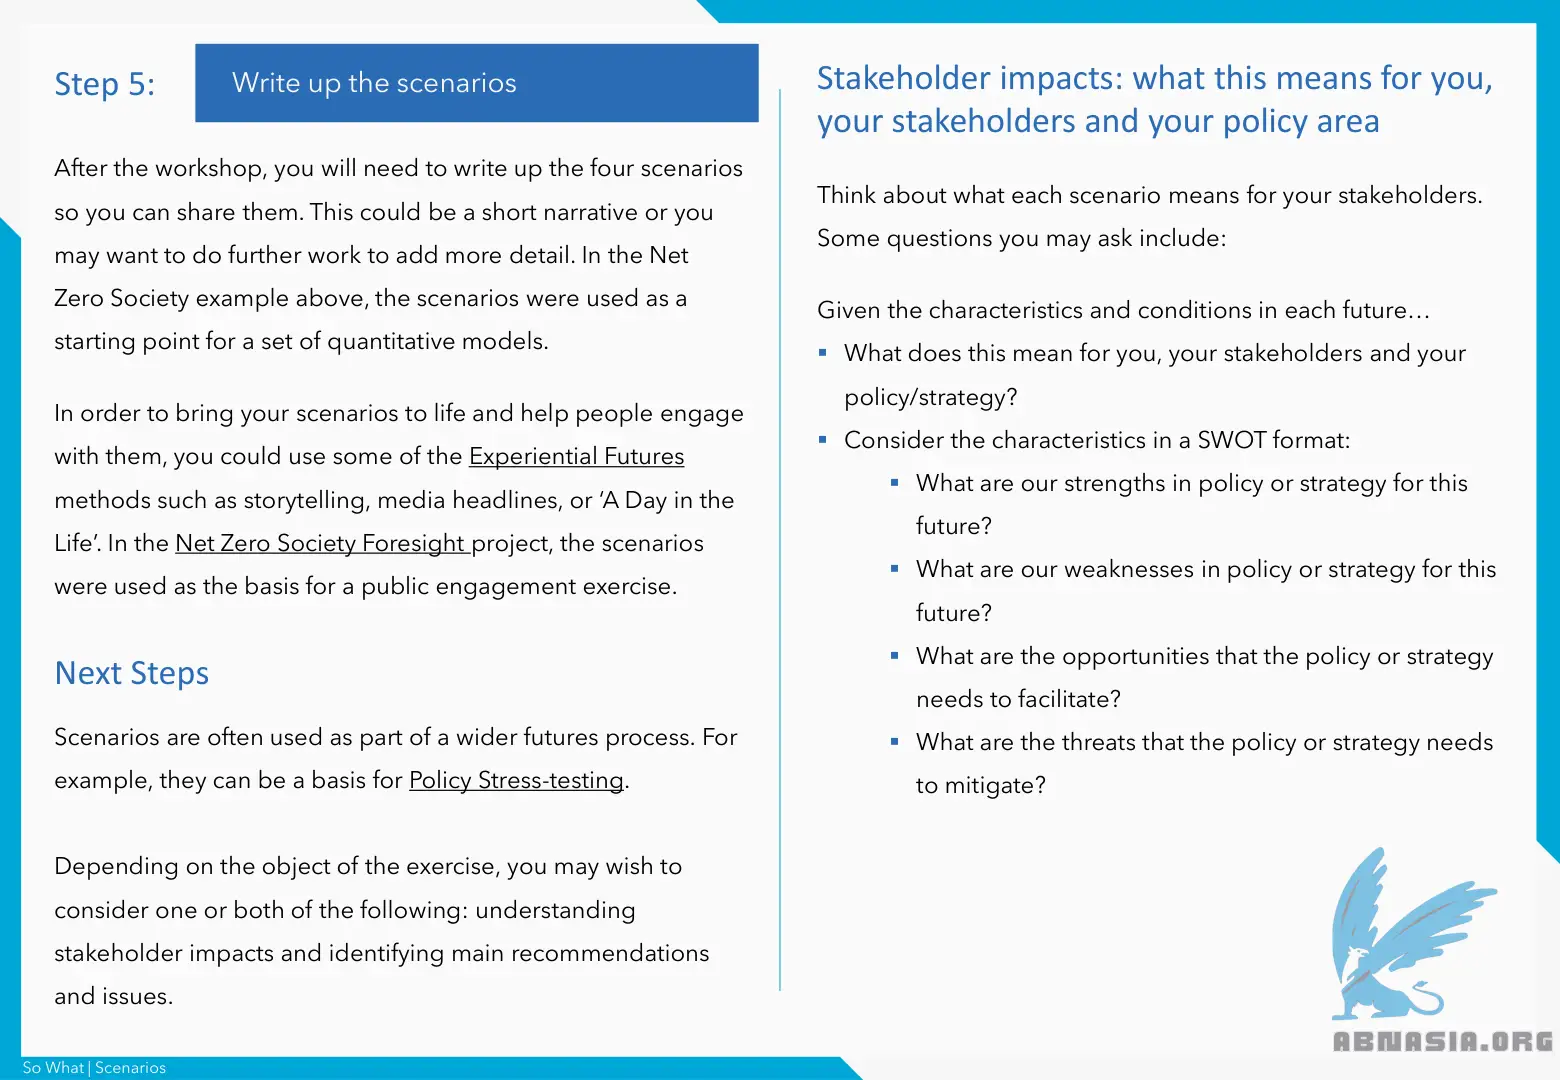 Step 5:
Write up the scenarios
After the workshop, you will need to write up the four scenarios
so you can share them. This could be a short narrative or you
may want to do further work to add more detail. In the Net
Zero Society example above, the scenarios were used as a
starting point for a set of quantitative models.
In order to bring your scenarios to life and help people engage
with them, you could use some of the Experiential Futures
methods such as storytelling, media headlines, or ‘A Day in the
Life’. In the Net Zero Society Foresight project, the scenarios
were used as the basis for a public engagement exercise.
Next Steps
Scenarios are often used as part of a wider futures process. For
example, they can be a basis for Policy Stress-testing.
Depending on the object of the exercise, you may wish to
consider one or both of the following: understanding
stakeholder impacts and identifying main recommendations
and issues.
Stakeholder impacts: what this means for you,
your stakeholders and your policy area
Think about what each scenario means for your stakeholders.
Some questions you may ask include:
Given the characteristics and conditions in each future…
▪ What does this mean for you, your stakeholders and your
policy/strategy?
▪ Consider the characteristics in a SWOT format:
▪ What are our strengths in policy or strategy for this
future?
▪ What are our weaknesses in policy or strategy for this
future?
▪ What are the opportunities that the policy or strategy
needs to facilitate?
▪ What are the threats that the policy or strategy needs
to mitigate?
ABNASIA.ORG
So What | Scenarios